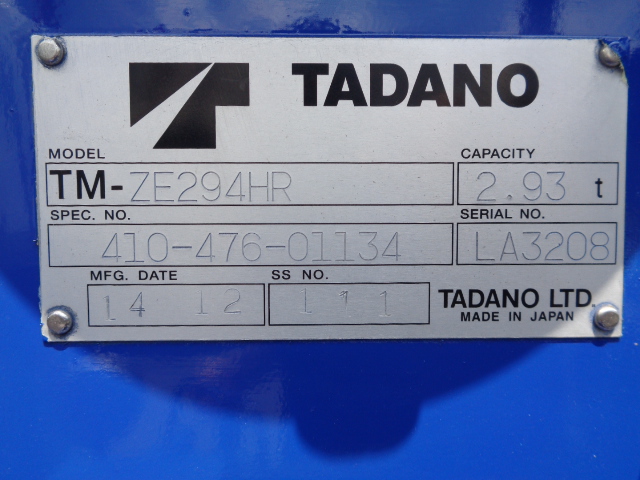 TADANO
MODEL CAPACITY
TM-ZE294HR 2.93 t
SPEC. NO. SERIAL NO.
410-476-01134 LA3208
MFG. DATE SS NO.
14 12 111 TADANO LTD.
MADE IN JAPAN